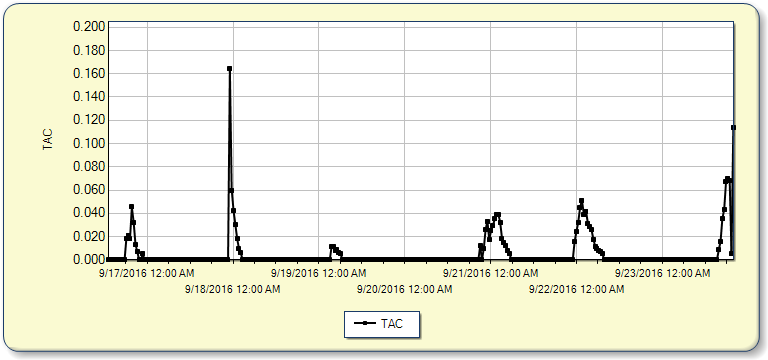 0.200
0.180
0.160
0.140
0.120
0.100
0.080
0.060
0.040
0.020
0.000
TAC
9/17/2016 12:00 AM
9/18/2016 12:00 AM
9/19/2016 12:00 AM
9/20/2016 12:00 AM
9/21/2016 12:00 AM
9/22/2016 12:00 AM
9/23/2016 12:00 AM
TAC